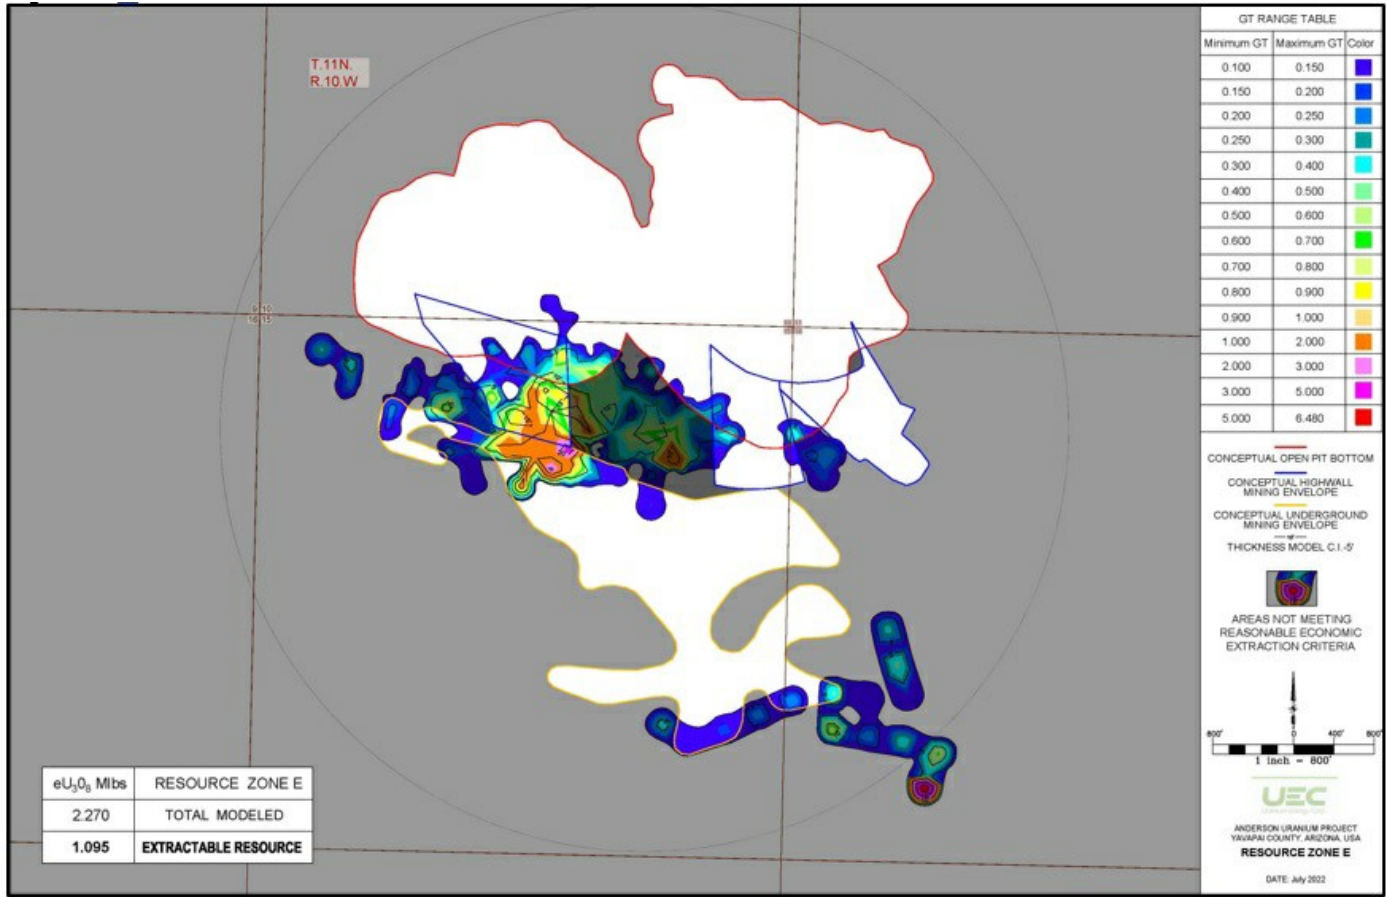 T.11N.
R.10.W
9 10
16 15
GT RANGE TABLE
Minimum GT Maximum GT Color
0.100 0.150
0.150 0.200
0.200 0.250
0.250 0.300
0.300 0.400
0.400 0.500
0.500 0.600
0.600 0.700
0.700 0.800
0.800 0.900
0.900 1.000
1.000 2.000
2.000 3.000
3.000 5.000
5.000 6.480
CONCEPTUAL OPEN PIT BOTTOM
CONCEPTUAL HIGHWALL
MINING ENVELOPE
CONCEPTUAL UNDERGROUND
MINING ENVELOPE
THICKNESS MODEL C.I.-5'
AREAS NOT MEETING
REASONABLE ECONOMIC
EXTRACTION CRITERIA
800' 0 400' 800'
1 inch = 800'
UEC
ANDERSON URANIUM PROJECT
YAVAPAI COUNTY, ARIZONA, USA
RESOURCE ZONE E
DATE: July 2022
eU₃0₈ Mlbs RESOURCE ZONE E
2.270 TOTAL MODELED
1.095 EXTRACTABLE RESOURCE